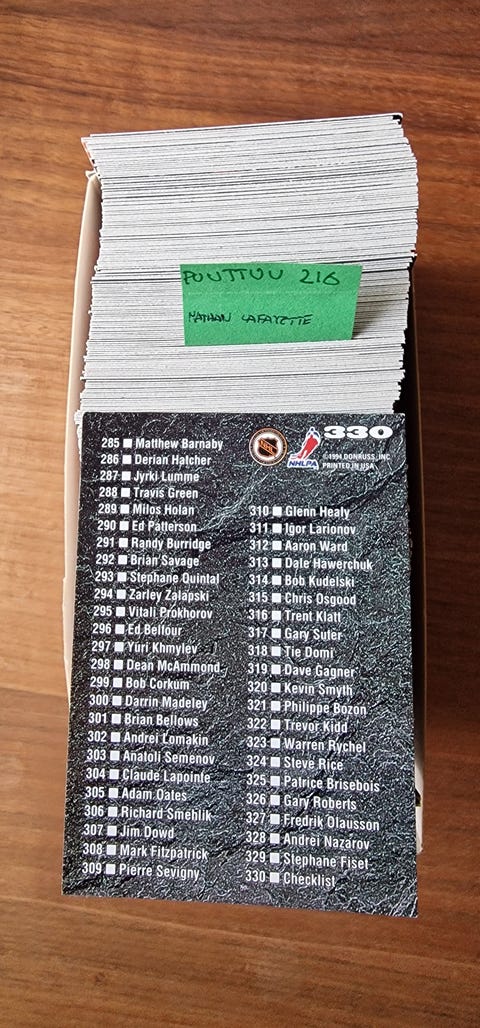 PUUTTUU 216
NATHAN LAFAYETTE
330
NHL
NHLPA
©1994 DONRUSS, INC
PRINTED IN USA
285 Matthew Barnaby
286 Derian Hatcher
287 Jyrki Lumme
288 Travis Green
289 Milos Holan
290 Ed Patterson
291 Randy Burridge
292 Brian Savage
293 Stephane Quintal
294 Zarley Zalapski
295 Vitali Prokhorov
296 Ed Belfour
297 Yuri Khmylev
298 Dean McAmmond
299 Bob Corkum
300 Darrin Madeley
301 Brian Bellows
302 Andrei Lomakin
303 Anatoli Semenov
304 Claude Lapointe
305 Adam Oates
306 Richard Smehlik
307 Jim Dowd
308 Mark Fitzpatrick
309 Pierre Sevigny
310 Glenn Healy
311 Igor Larionov
312 Aaron Ward
313 Dale Hawerchuk
314 Bob Kudelski
315 Chris Osgood
316 Trent Klatt
317 Gary Suter
318 Tie Domi
319 Dave Gagner
320 Kevin Smyth
321 Philippe Bozon
322 Trevor Kidd
323 Warren Rychel
324 Steve Rice
325 Patrice Brisebois
326 Gary Roberts
327 Fredrik Olausson
328 Andrei Nazarov
329 Stephane Fiset
330 Checklist